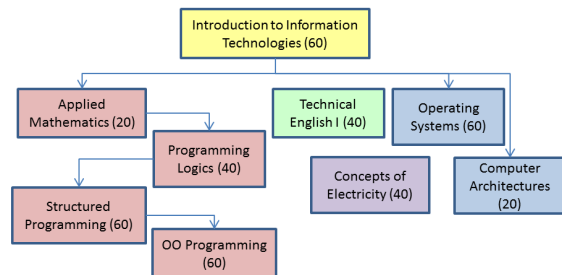 Introduction to Information
Technologies (60)
Applied
Mathematics (20)
Technical
English I (40)
Operating
Systems (60)
Programming
Logics (40)
Concepts of
Electricity (40)
Computer
Architectures
(20)
Structured
Programming (60)
OO Programming
(60)